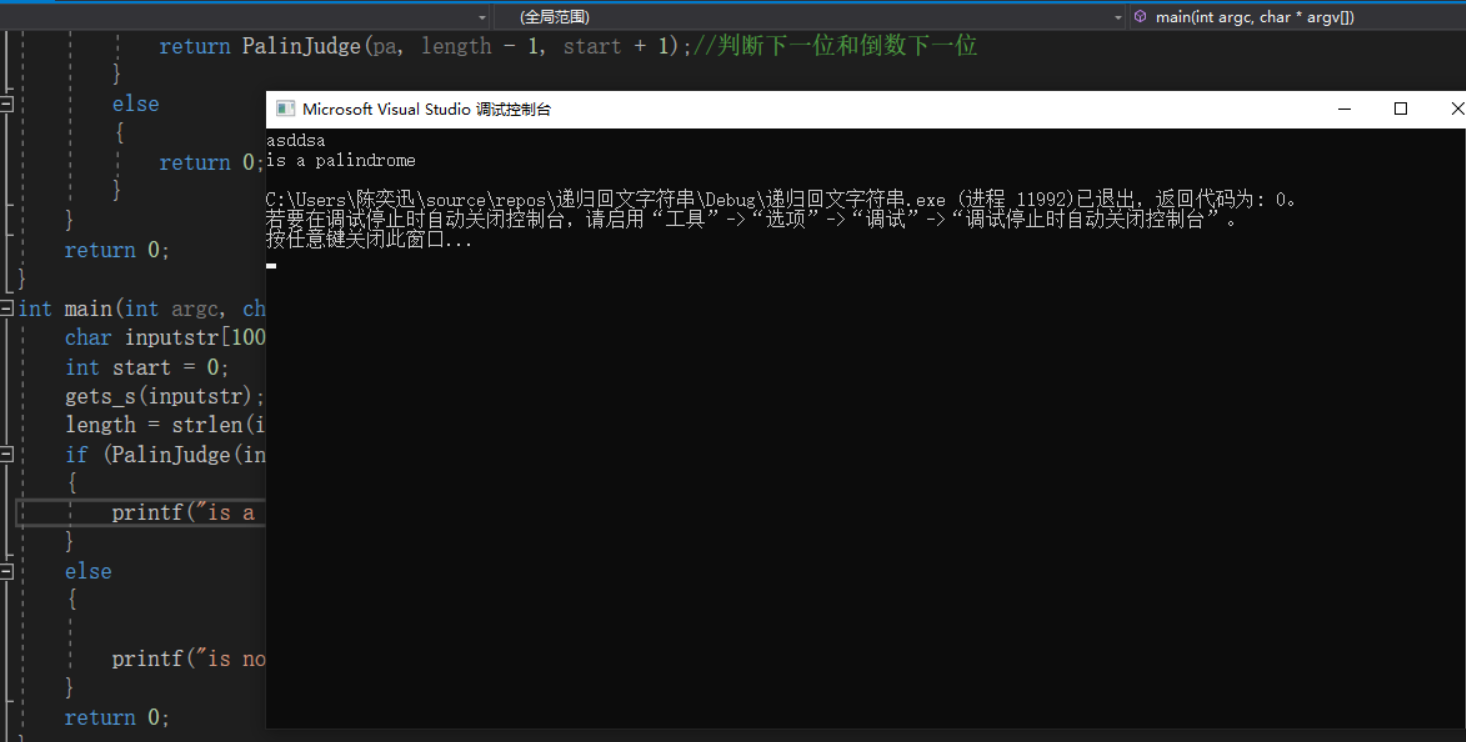 (全局范围) main(int argc, char * argv[])
return PalinJudge(pa, length - 1, start + 1);//判断下一位和倒数下一位
}
else
{
return 0;
}
}
return 0;
}
int main(int argc, ch
char inputstr[100
int start = 0;
gets_s(inputstr);
length = strlen(i
if (PalinJudge(in
{
printf("is a
}
else
{
printf("is no
}
return 0;
}
Microsoft Visual Studio 调试控制台
asddsa
is a palindrome
C:\Users\陈奕迅\source\repos\递归回文字符串\Debug\递归回文字符串.exe (进程 11992)已退出，返回代码为: 0。
若要在调试停止时自动关闭控制台，请启用“工具”->“选项”->“调试”->“调试停止时自动关闭控制台”。
按任意键关闭此窗口...